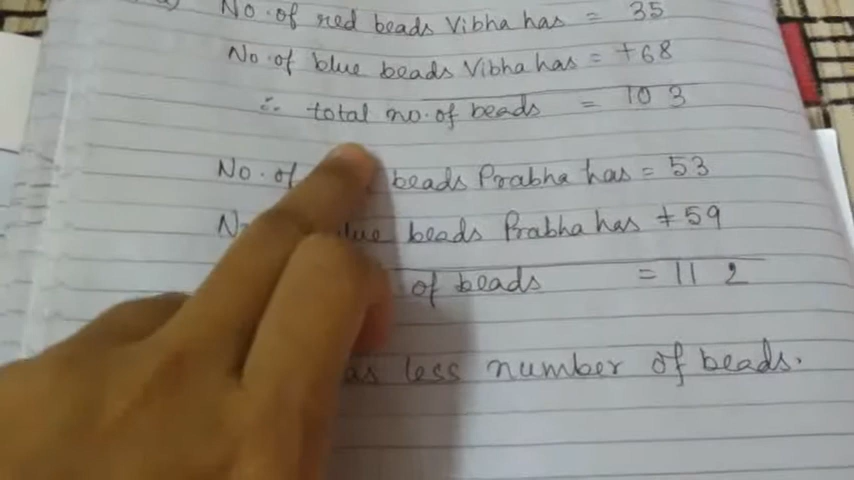 No. of red beads Vibha has = 35
No. of blue beads Vibha has = +68
∴ total no. of beads = 103
No. of beads Prabha has = 53
beads Prabha has + 59
of beads = 112
less number of beads.